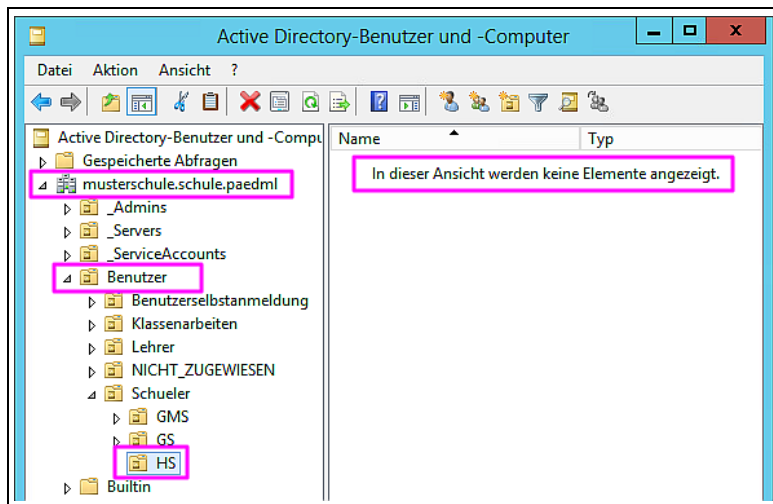 Active Directory-Benutzer und -Computer
x
Datei Aktion Ansicht ?
Active Directory-Benutzer und -Compu
Name Typ
Gespeicherte Abfragen
In dieser Ansicht werden keine Elemente angezeigt.
musterschule.schule.paedml
_Admins
_Servers
_ServiceAccounts
Benutzer
Benutzerselbstanmeldung
Klassenarbeiten
Lehrer
NICHT_ZUGEWIESEN
Schueler
GMS
GS
HS
Builtin